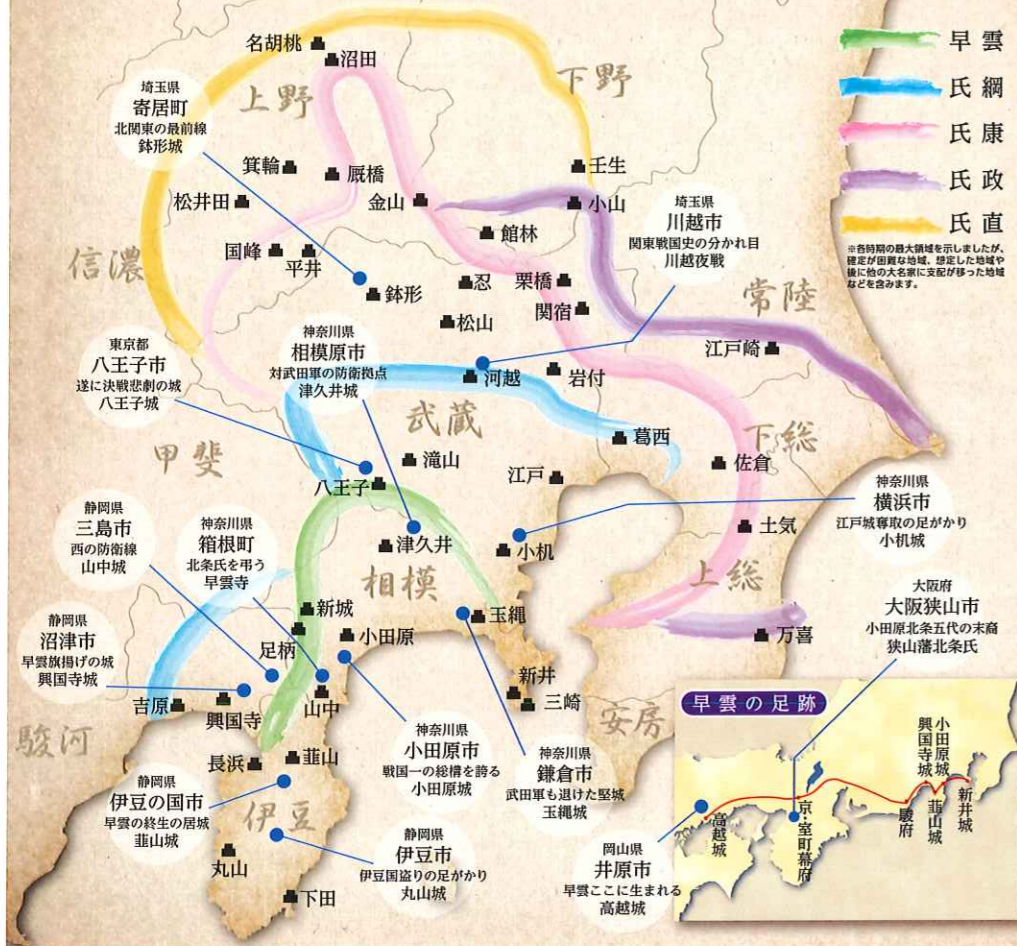 名胡桃
沼田
上野
下野
早雲
氏綱
氏康
氏政
氏直
※各時期の最大領域を示しましたが、
確定が困難な地域、想定した地域や
後に他の大名家に支配が移った地域
などを含みます。
埼玉県
寄居町
北関東の最前線
鉢形城
箕輪
厩橋
松井田
金山
壬生
小山
館林
埼玉県
川越市
関東戦国史の分かれ目
川越夜戦
信濃
国峰
平井
鉢形
忍
栗橋
関宿
松山
常陸
江戸崎
東京都
八王子市
遂に決戦悲劇の城
八王子城
神奈川県
相模原市
対武田軍の防衛拠点
津久井城
河越
岩付
武蔵
葛西
下総
甲斐
滝山
八王子
江戸
佐倉
神奈川県
横浜市
江戸城奪取の足がかり
小机城
静岡県
三島市
西の防衛線
山中城
神奈川県
箱根町
北条氏を弔う
早雲寺
津久井
小机
土気
相模
上総
新城
足柄
小田原
玉縄
万喜
大阪府
大阪狭山市
小田原北条五代の末裔
狭山藩北条氏
静岡県
沼津市
早雲旗揚げの城
興国寺城
吉原
興国寺
山中
新井
三崎
安房
駿河
長浜
韮山
神奈川県
小田原市
戦国一の総構を誇る
小田原城
神奈川県
鎌倉市
武田軍も退けた堅城
玉縄城
静岡県
伊豆の国市
早雲の終生の居城
韮山城
伊豆
丸山
下田
静岡県
伊豆市
伊豆国盗りの足がかり
丸山城
岡山県
井原市
早雲ここに生まれる
高越城
早雲の足跡
高越城
京・室町幕府
駿府
興国寺城
韮山城
小田原城
新井城